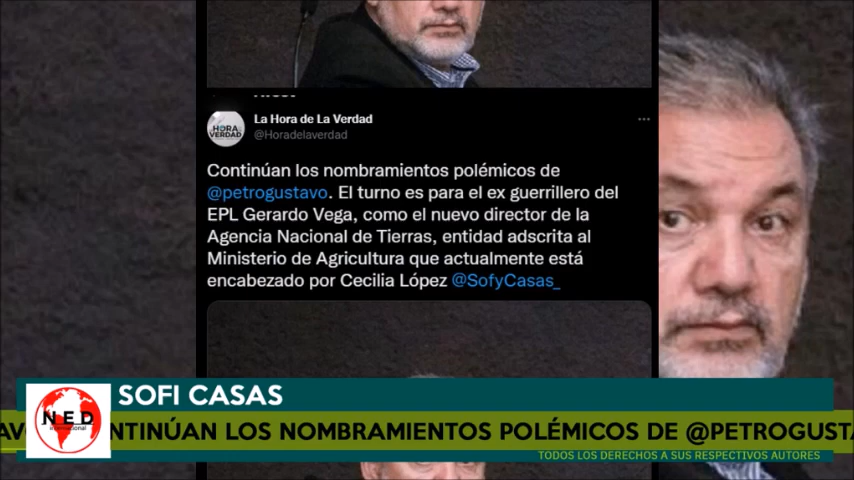 La Hora de La Verdad
@Horadelaverdad
HORA
VERDAD
Continúan los nombramientos polémicos de
@petrogustavo. El turno es para el ex guerrillero del
EPL Gerardo Vega, como el nuevo director de la
Agencia Nacional de Tierras, entidad adscrita al
Ministerio de Agricultura que actualmente está
encabezado por Cecilia López @SofyCasas_
SOFI CASAS
NED
International
NTINÚAN LOS NOMBRAMIENTOS POLÉMICOS DE @PETROGUSTA
TODOS LOS DERECHOS A SUS RESPECTIVOS AUTORES